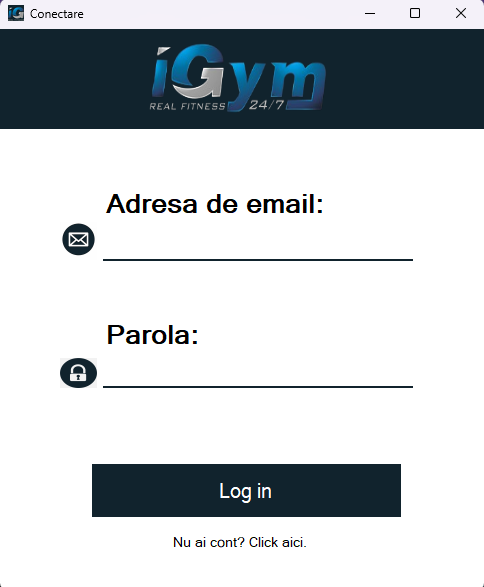 Conectare
iGym
REAL FITNESS 24/7
Adresa de email:
Parola:
Log in
Nu ai cont? Click aici.